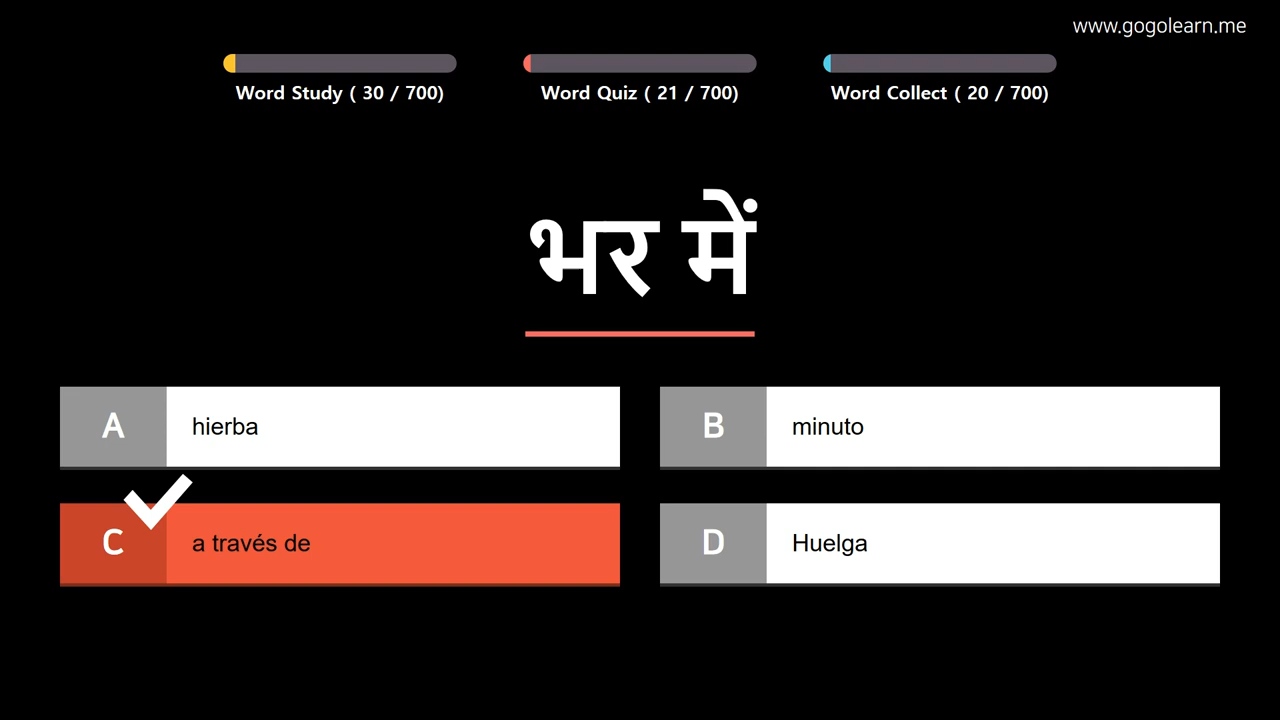 www.gogolearn.me
Word Study ( 30 / 700)
Word Quiz ( 21 / 700)
Word Collect ( 20 / 700)
भर में
A
hierba
B
minuto
C
a través de
D
Huelga